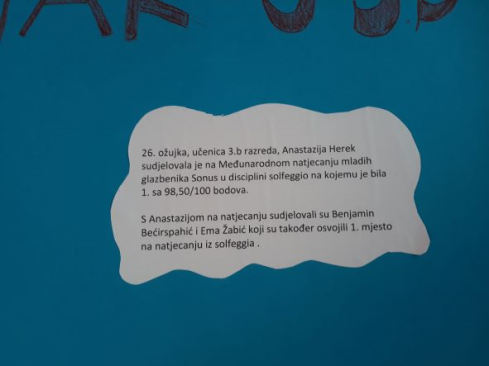 26. ožujka, učenica 3.b razreda, Anastazija Herek
sudjelovala je na Međunarodnom natjecanju mladih
glazbenika Sonus u disciplini solfeggio na kojemu je bila
1. sa 98,50/100 bodova.
S Anastazijom na natjecanju sudjelovali su Benjamin
Bećirspahić i Ema Žabić koji su također osvojili 1. mjesto
na natjecanju iz solfeggia .